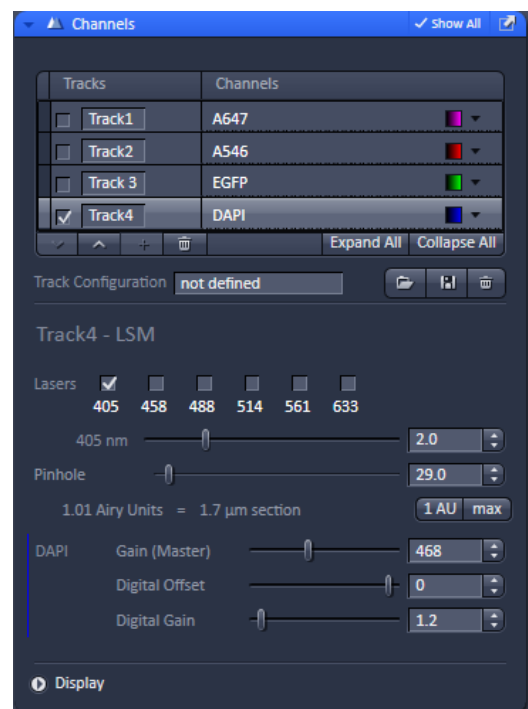 Channels Show All
Tracks Channels
Track1 A647
Track2 A546
Track 3 EGFP
Track4 DAPI
Expand All Collapse All
Track Configuration not defined
Track4 - LSM
Lasers
405 458 488 514 561 633
405 nm 2.0
Pinhole 29.0
1.01 Airy Units = 1.7 µm section 1 AU max
DAPI Gain (Master) 468
Digital Offset 0
Digital Gain 1.2
Display